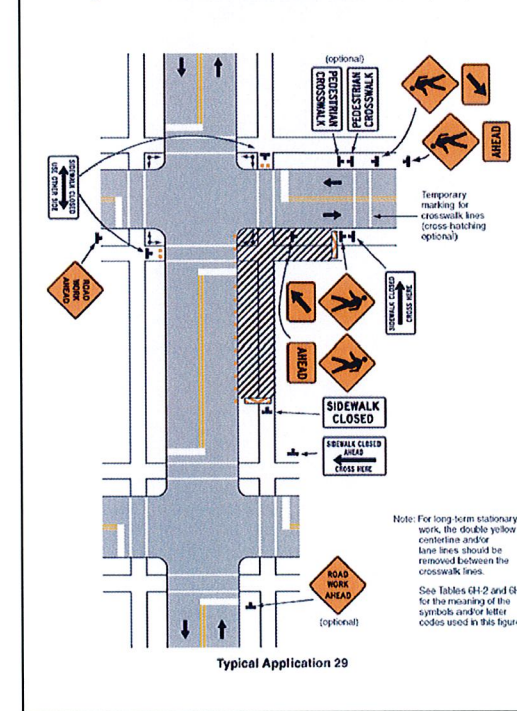 (optional)
PEDESTRIAN
CROSSWALK
PEDESTRIAN
CROSSWALK
AHEAD
SIDEWALK CLOSED
USE OTHER SIDE
Temporary
marking for
crosswalk lines
(cross-hatching
optional)
ROAD
WORK
AHEAD
SIDEWALK CLOSED
CROSS HERE
AHEAD
SIDEWALK
CLOSED
SIDEWALK CLOSED
AHEAD
CROSS HERE
Note: For long-term stationary
work, the double yellow
centerline and/or
lane lines should be
removed between the
crosswalk lines.
See Tables 6H-2 and
for the meaning of the
symbols and/or letter
codes used in this figure
ROAD
WORK
AHEAD
(optional)
Typical Application 29